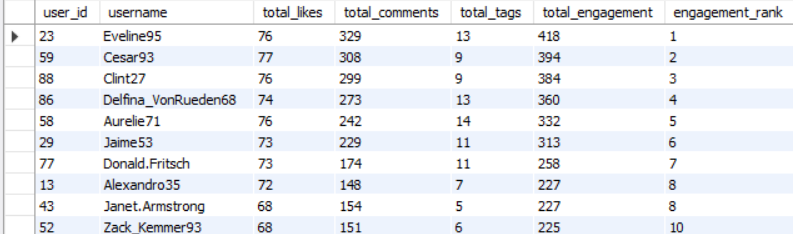 user_id username total_likes total_comments total_tags total_engagement engagement_rank
23 Eveline95 76 329 13 418 1
59 Cesar93 77 308 9 394 2
88 Clint27 76 299 9 384 3
86 Delfina_VonRueden68 74 273 13 360 4
58 Aurelie71 76 242 14 332 5
29 Jaime53 73 229 11 313 6
77 Donald.Fritsch 73 174 11 258 7
13 Alexandro35 72 148 7 227 8
43 Janet.Armstrong 68 154 5 227 8
52 Zack_Kemmer93 68 151 6 225 10